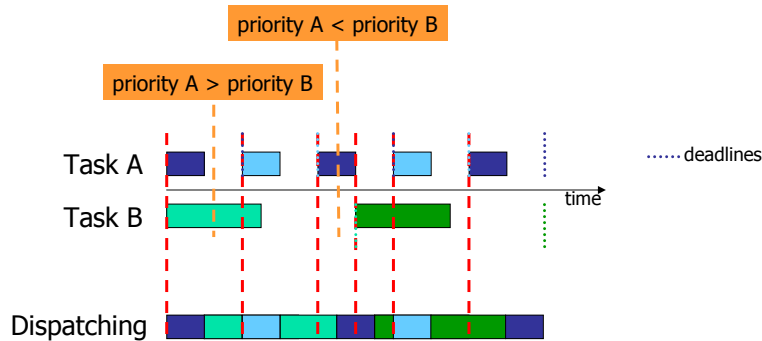 priority A < priority B
priority A > priority B
Task A
deadlines
time
Task B
Dispatching